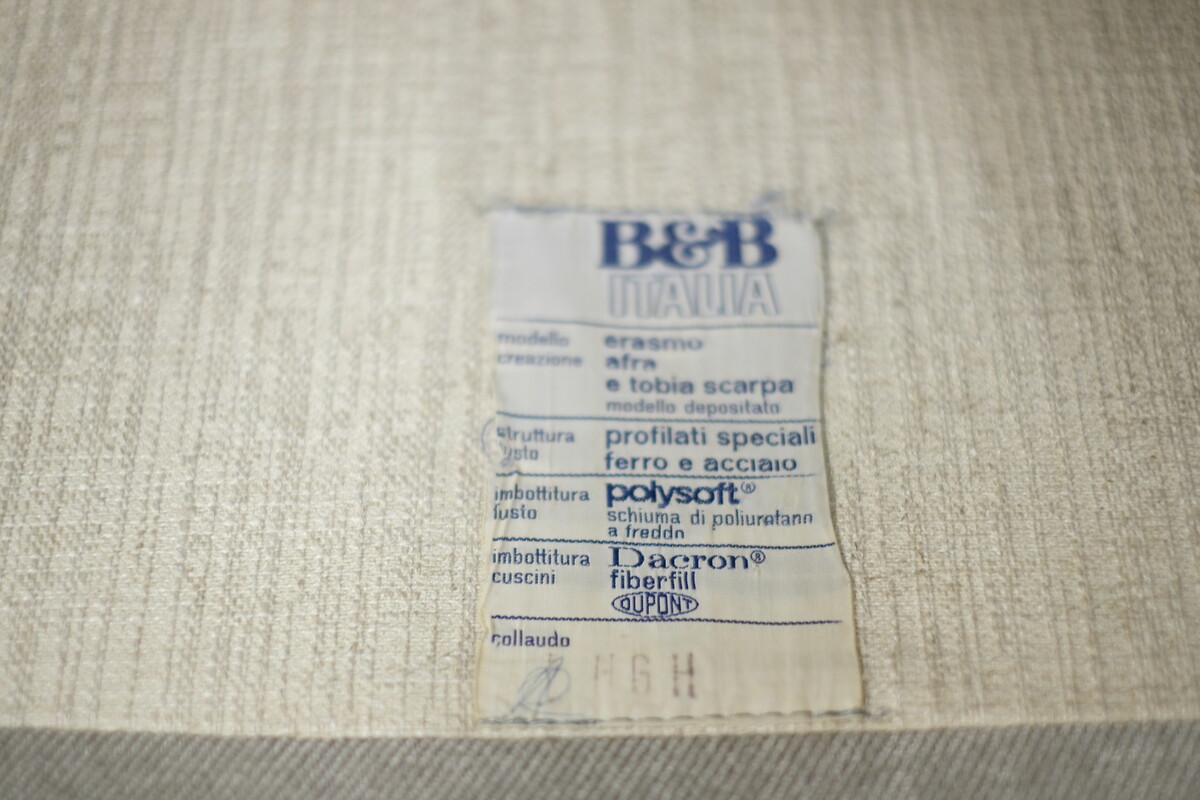 B&B
ITALIA
modello erasmo
creazione afra
e tobia scarpa
modello depositato
struttura profilati speciali
fusto ferro e acciaio
imbottitura polysoft®
fusto schiuma di poliuretano
a freddo
imbottitura Dacron®
cuscini fiberfill
DUPONT
collaudo
H G H